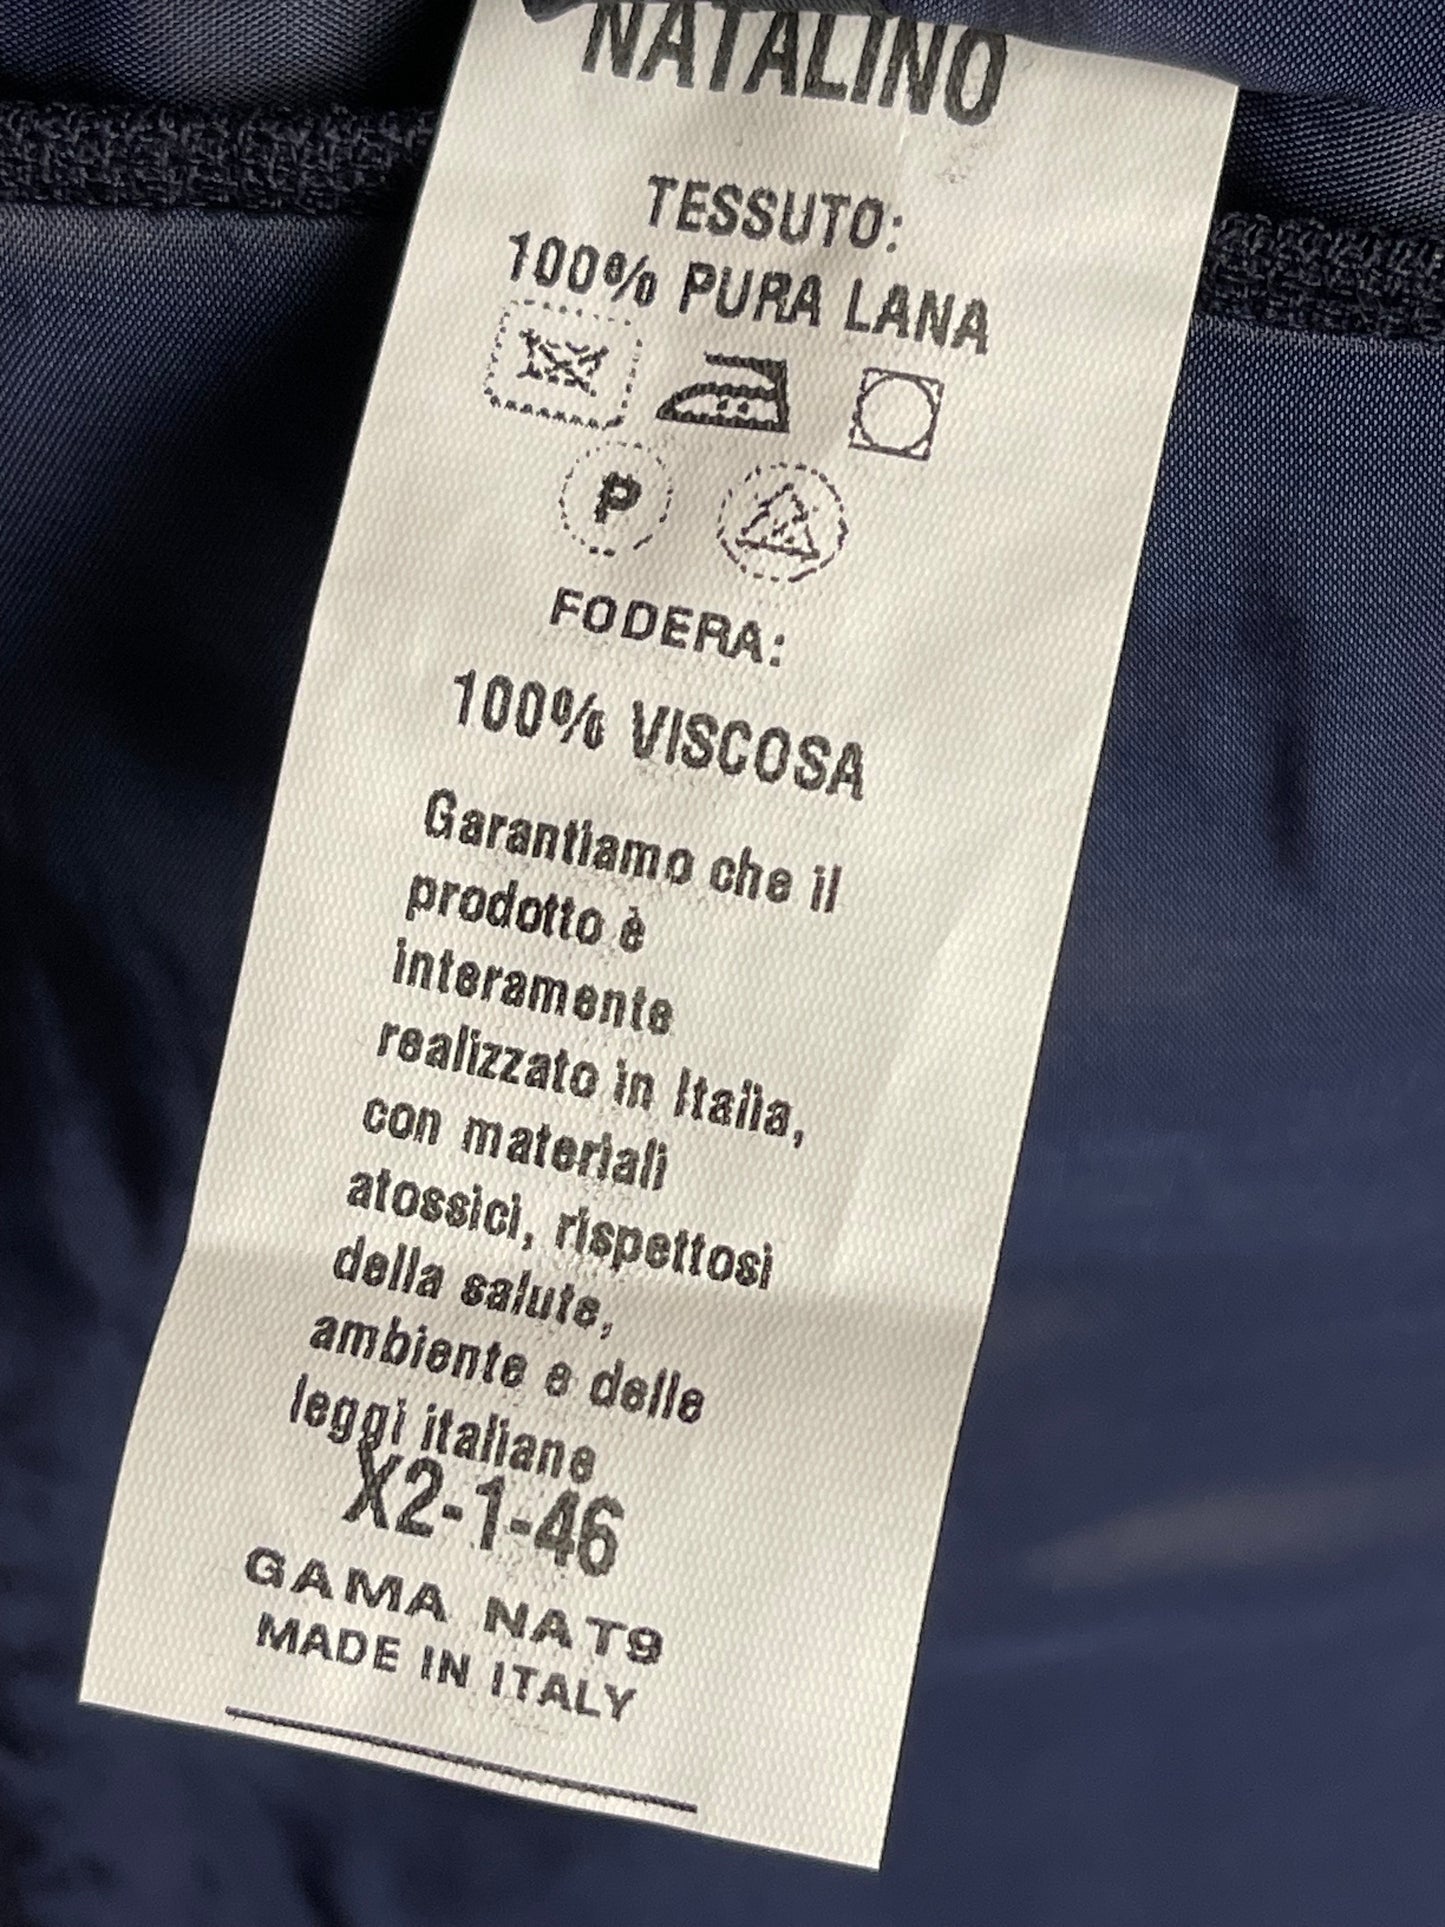 NATALINO
TESSUTO:
100% PURA LANA
P
FODERA:
100% VISCOSA
Garantiamo che il
prodotto è
interamente
realizzato in Italia,
con materiali
atossici, rispettosi
della salute,
ambiente e delle
leggi italiane
X2-1-46
GAMA NAT9
MADE IN ITALY